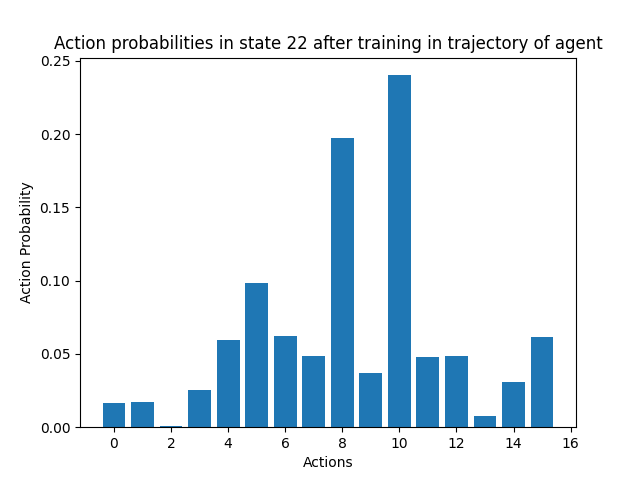 Action probabilities in state 22 after training in trajectory of agent
0.25
0.20
0.15
0.10
0.05
0.00
Action Probability
0 2 4 6 8 10 12 14 16
Actions